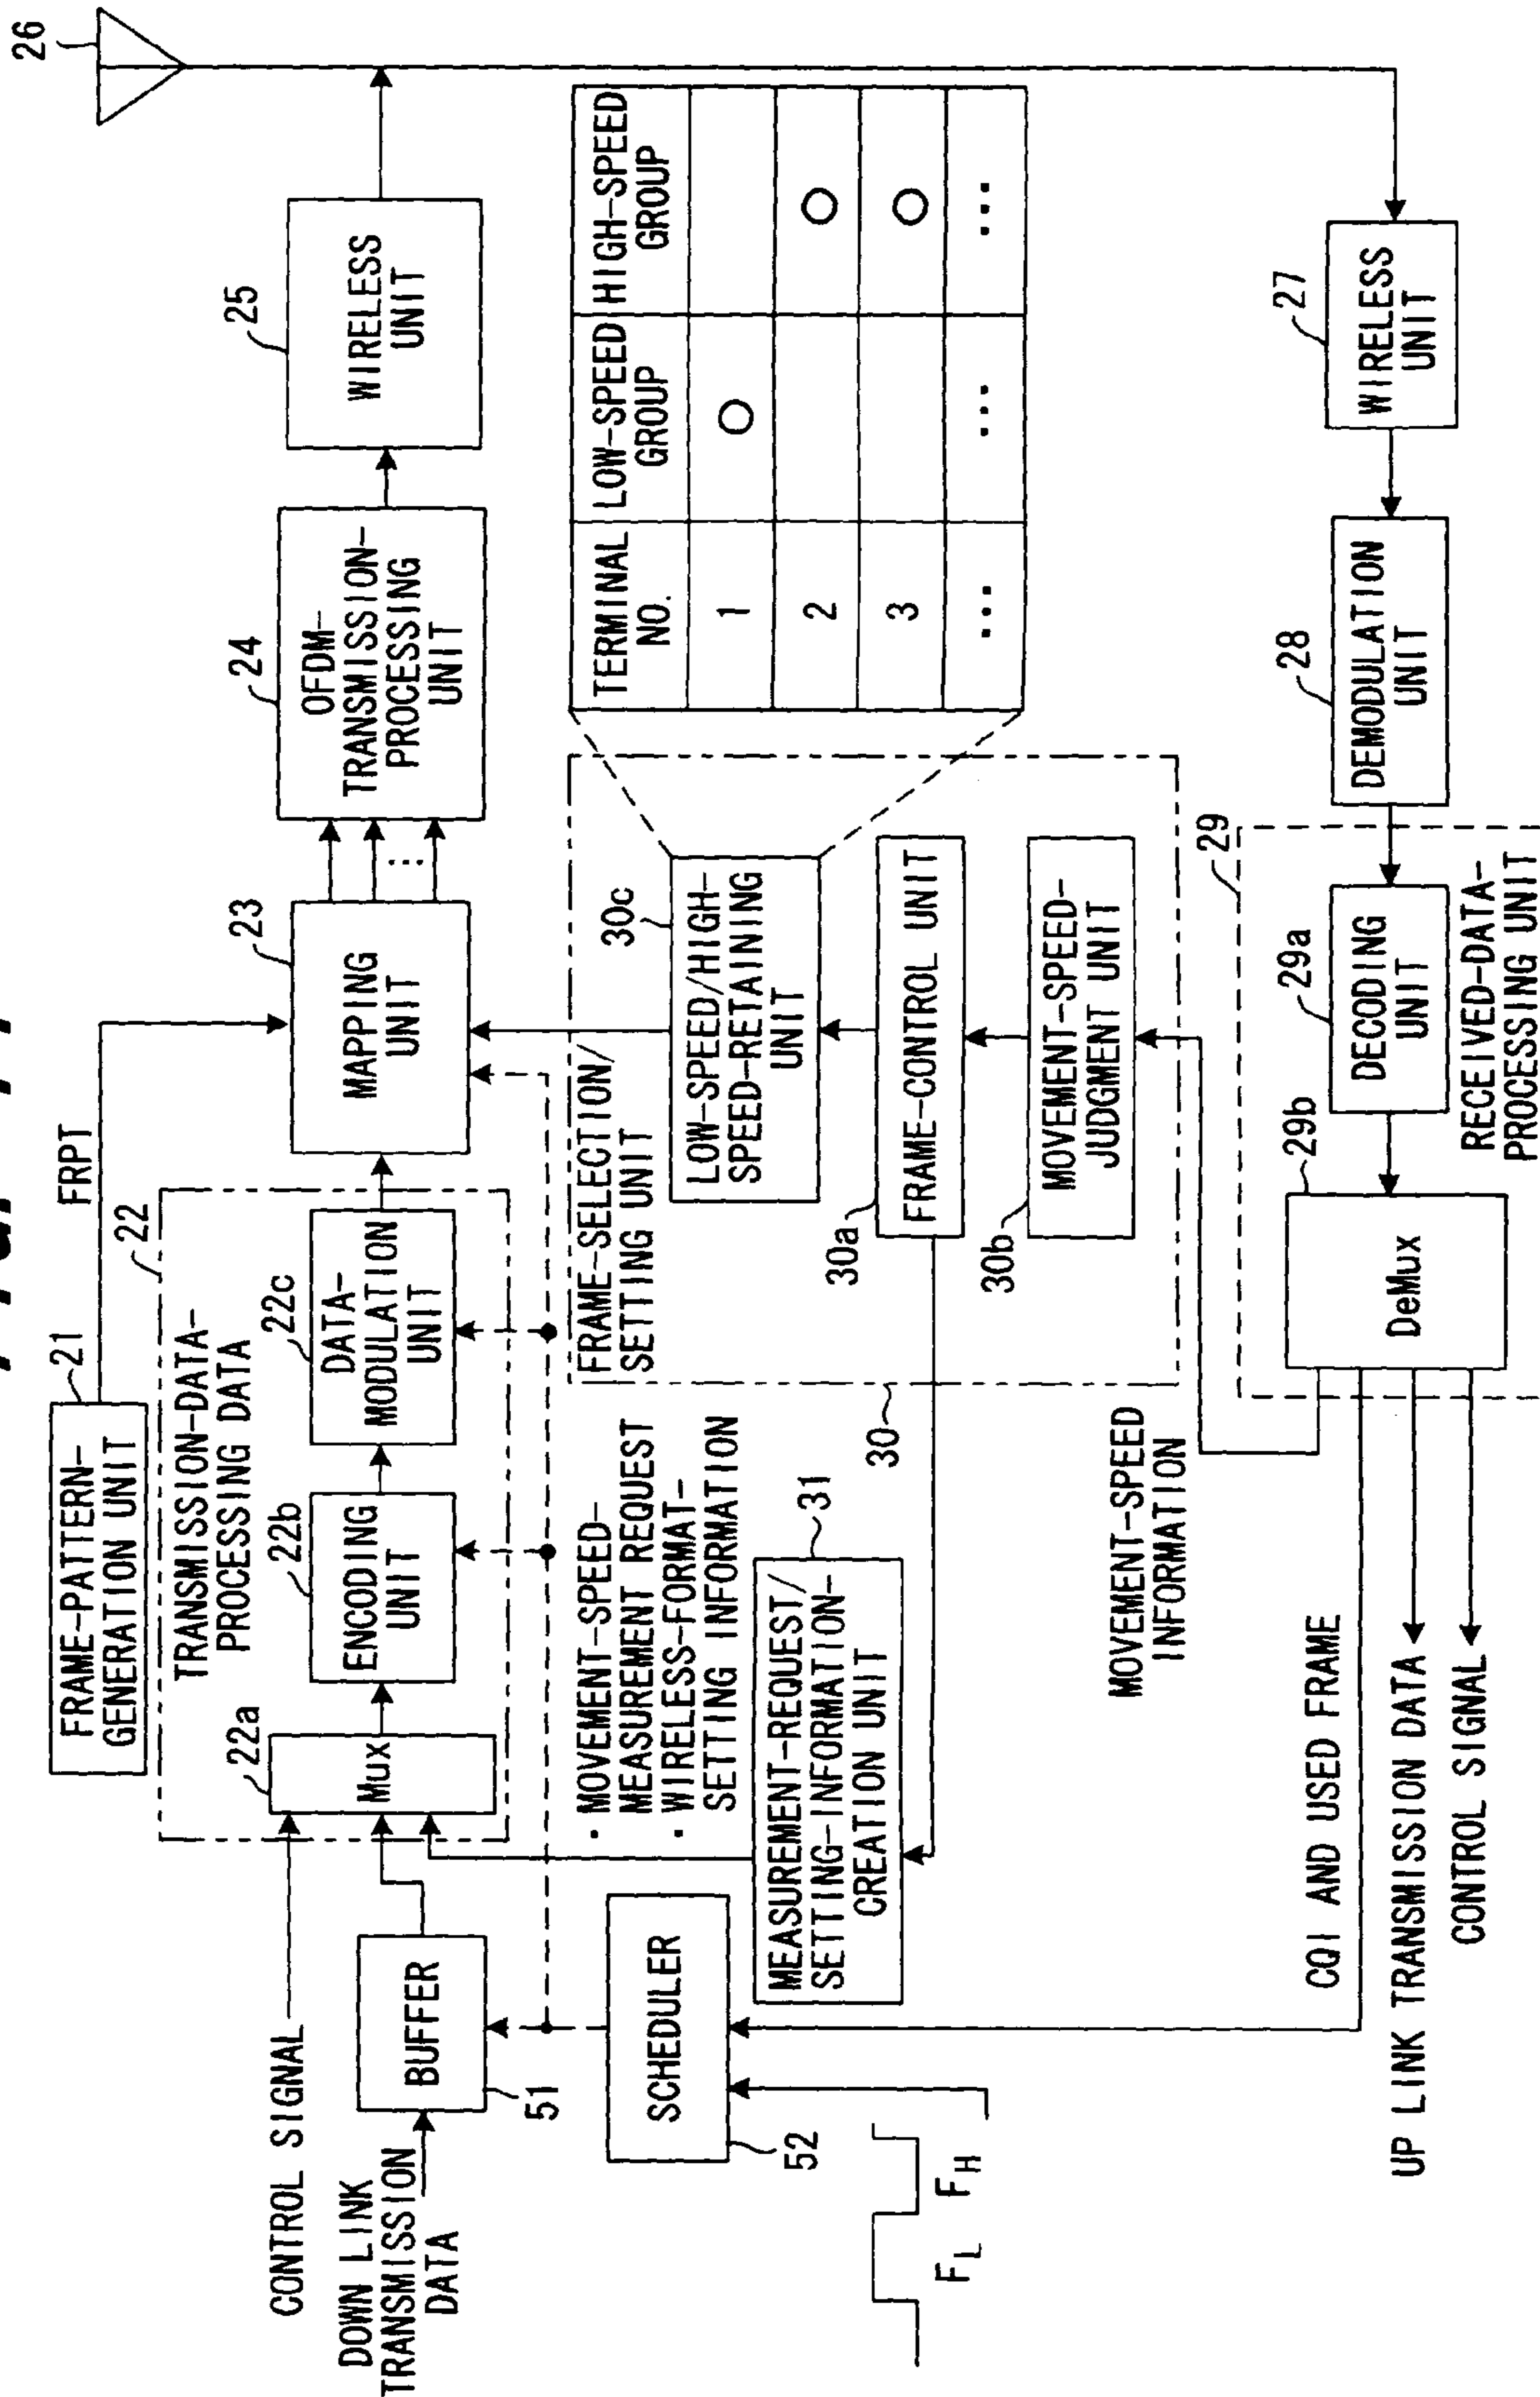 26
FRAME-PATTERN-
GENERATION UNIT
21
FRPT
22
TRANSMISSION-DATA-
PROCESSING DATA
CONTROL SIGNAL
22a
Mux
22b
ENCODING
UNIT
22c
DATA-
MODULATION
UNIT
23
MAPPING
UNIT
24
OFDM-
TRANSMISSION-
PROCESSING
UNIT
25
WIRELESS
UNIT
DOWN LINK
TRANSMISSION
DATA
BUFFER
51
SCHEDULER
52
FL
FH
· MOVEMENT-SPEED-
MEASUREMENT REQUEST
· WIRELESS-FORMAT-
SETTING INFORMATION
31
MEASUREMENT-REQUEST/
SETTING-INFORMATION-
CREATION UNIT
30
FRAME-SELECTION/
SETTING UNIT
30c
LOW-SPEED/HIGH-
SPEED-RETAINING
UNIT
30a
FRAME-CONTROL UNIT
30b
MOVEMENT-SPEED-
JUDGMENT UNIT
TERMINAL
NO.
LOW-SPEED
GROUP
HIGH-SPEED
GROUP
1 ○
2 ○
3 ○
... ... ...
MOVEMENT-SPEED
INFORMATION
CQI AND USED FRAME
UP LINK TRANSMISSION DATA
CONTROL SIGNAL
DeMux
29b
DECODING
UNIT
29a
29
RECEIVED-DATA-
PROCESSING UNIT
DEMODULATION
UNIT
28
WIRELESS
UNIT
27